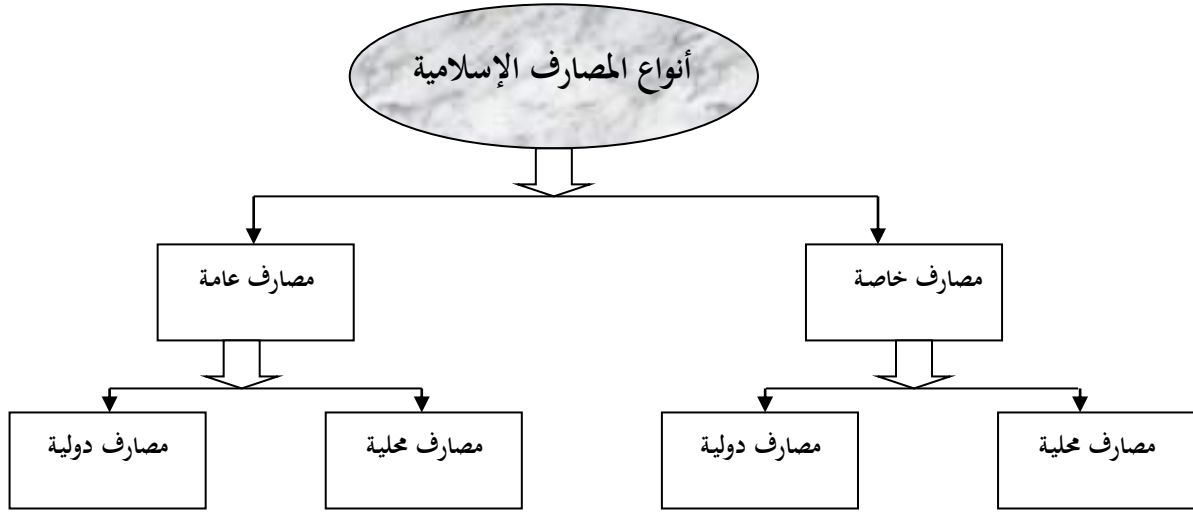 أنواع المصارف الإسلامية
مصارف خاصة
مصارف عامة
مصارف محلية
مصارف دولية
مصارف محلية
مصارف دولية